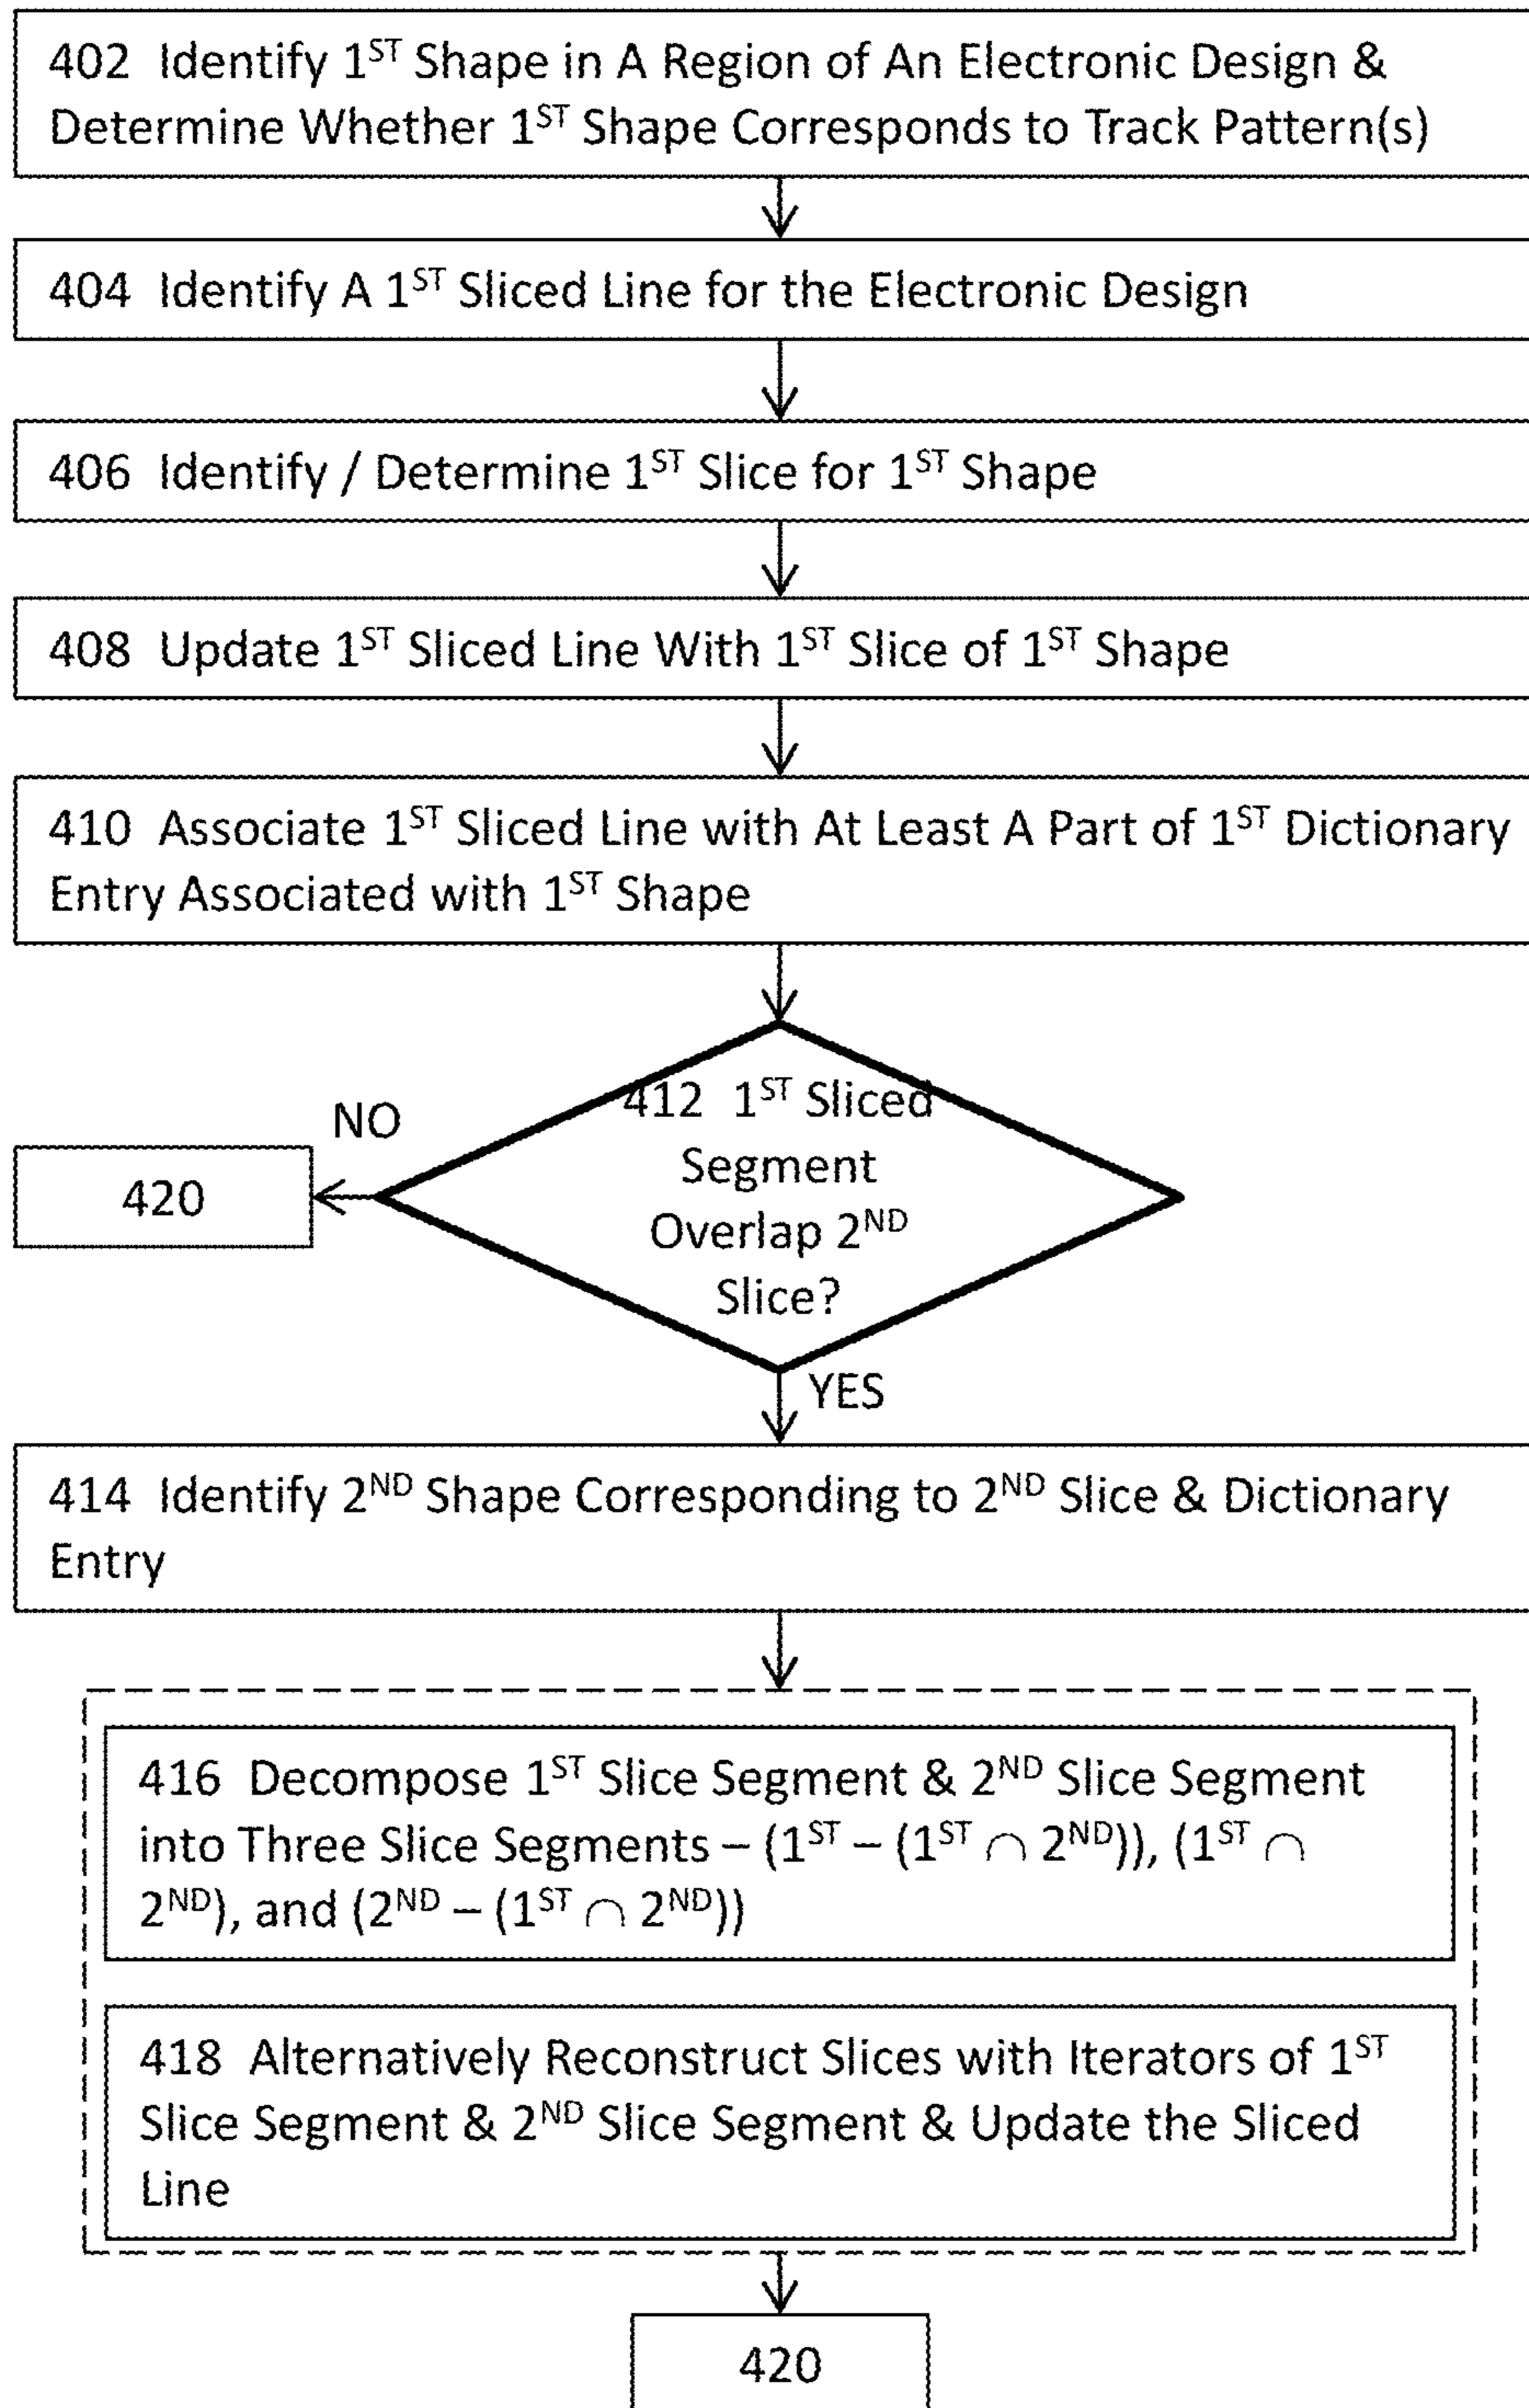 402 Identify 1ST Shape in A Region of An Electronic Design &
Determine Whether 1ST Shape Corresponds to Track Pattern(s)
404 Identify A 1ST Sliced Line for the Electronic Design
406 Identify / Determine 1ST Slice for 1ST Shape
408 Update 1ST Sliced Line With 1ST Slice of 1ST Shape
410 Associate 1ST Sliced Line with At Least A Part of 1ST Dictionary
Entry Associated with 1ST Shape
412 1ST Sliced
Segment
Overlap 2ND
Slice?
NO
420
YES
414 Identify 2ND Shape Corresponding to 2ND Slice & Dictionary
Entry
416 Decompose 1ST Slice Segment & 2ND Slice Segment
into Three Slice Segments – (1ST – (1ST ∩ 2ND)), (1ST ∩
2ND), and (2ND – (1ST ∩ 2ND))
418 Alternatively Reconstruct Slices with Iterators of 1ST
Slice Segment & 2ND Slice Segment & Update the Sliced
Line
420